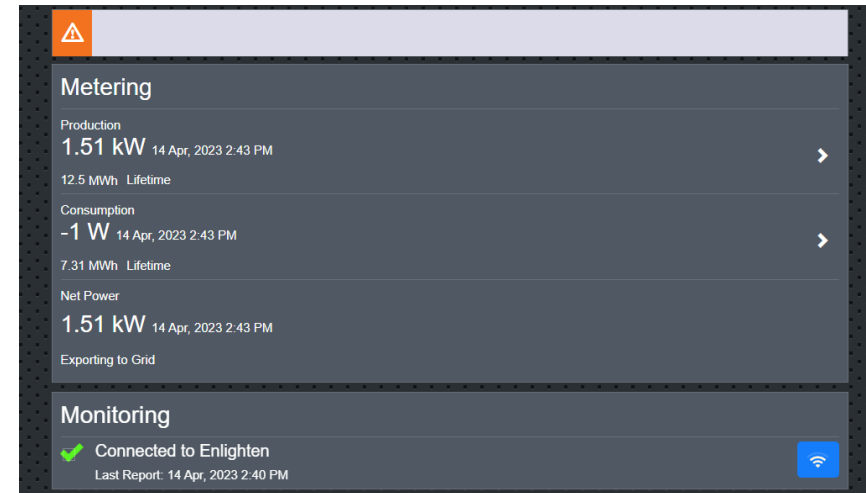 Metering
Production
1.51 kW 14 Apr, 2023 2:43 PM
12.5 MWh Lifetime
Consumption
-1 W 14 Apr, 2023 2:43 PM
7.31 MWh Lifetime
Net Power
1.51 kW 14 Apr, 2023 2:43 PM
Exporting to Grid
Monitoring
Connected to Enlighten
Last Report: 14 Apr, 2023 2:40 PM